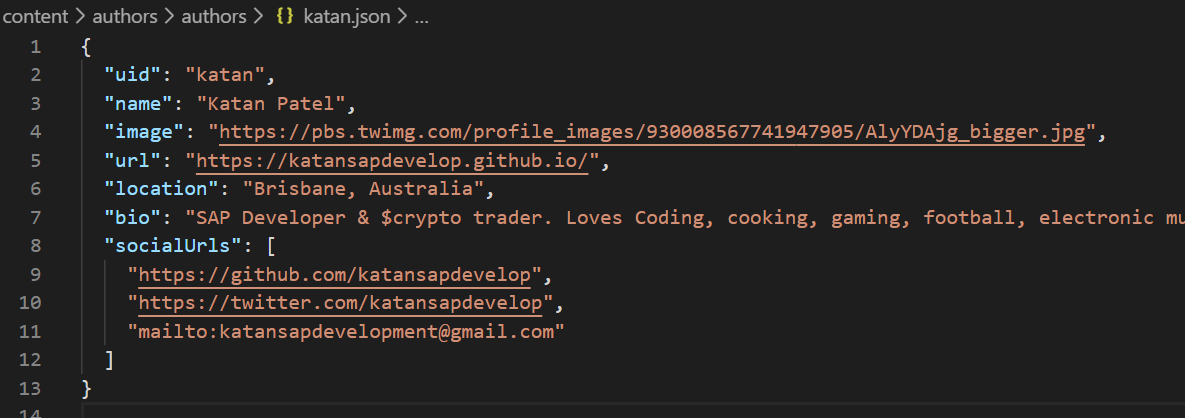 content > authors > authors > {} katan.json > ...
1 {
2 "uid": "katan",
3 "name": "Katan Patel",
4 "image": "https://pbs.twimg.com/profile_images/930008567741947905/AlyYDAjg_bigger.jpg",
5 "url": "https://katansapdevelop.github.io/",
6 "location": "Brisbane, Australia",
7 "bio": "SAP Developer & $crypto trader. Loves Coding, cooking, gaming, football, electronic mu
8 "socialUrls": [
9 "https://github.com/katansapdevelop",
10 "https://twitter.com/katansapdevelop",
11 "mailto:katansapdevelopment@gmail.com"
12 ]
13 }
14